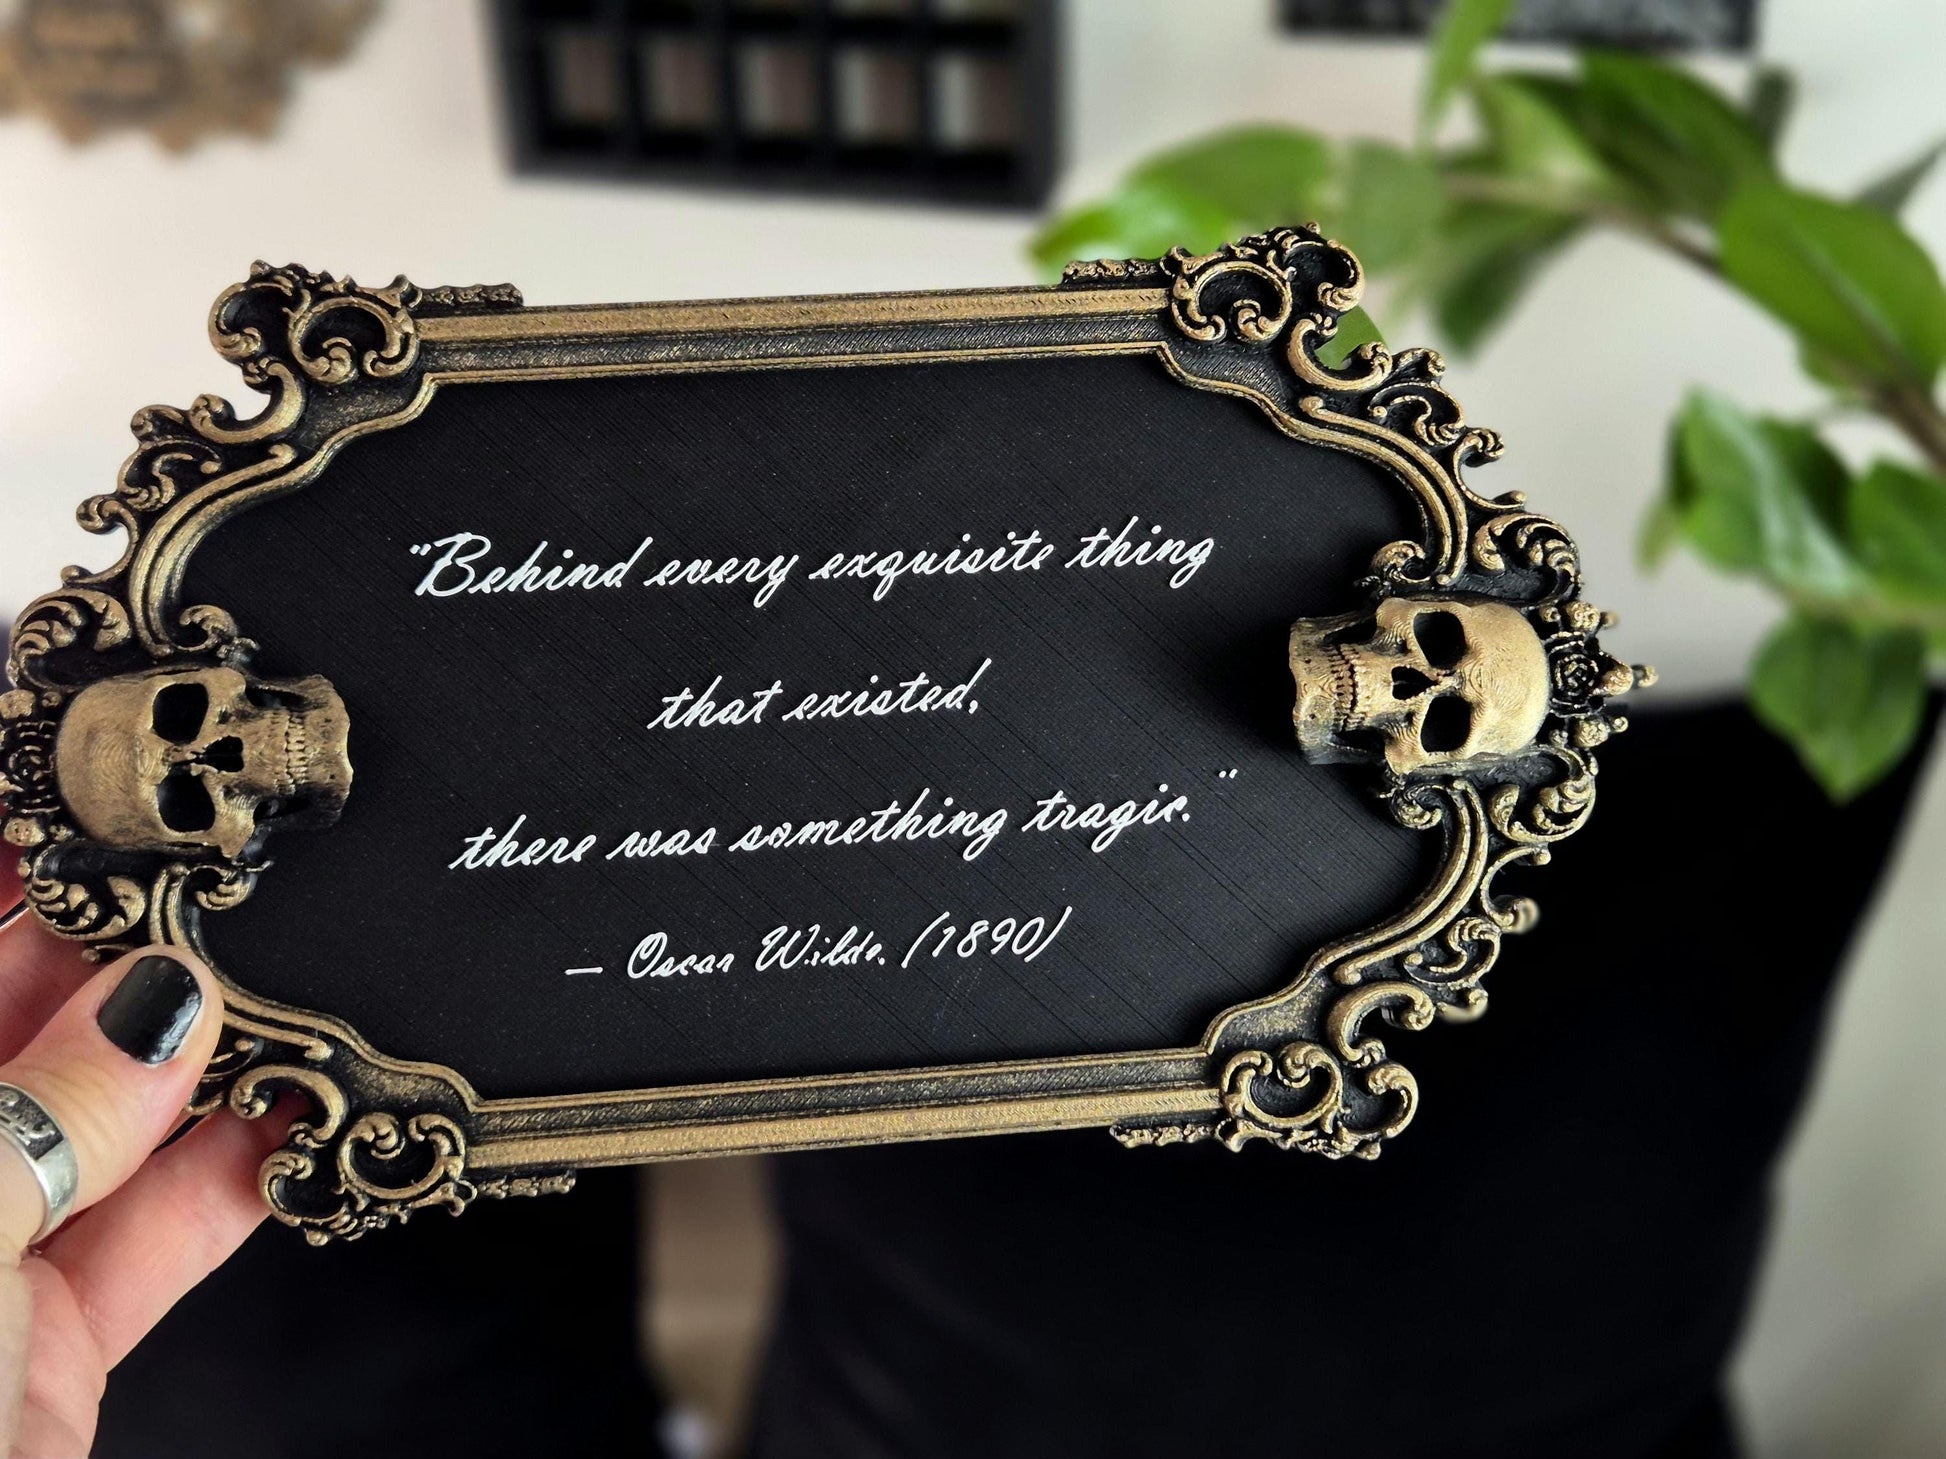 "Behind every exquisite thing
that existed,
there was something tragic."
– Oscar Wilde (1890)